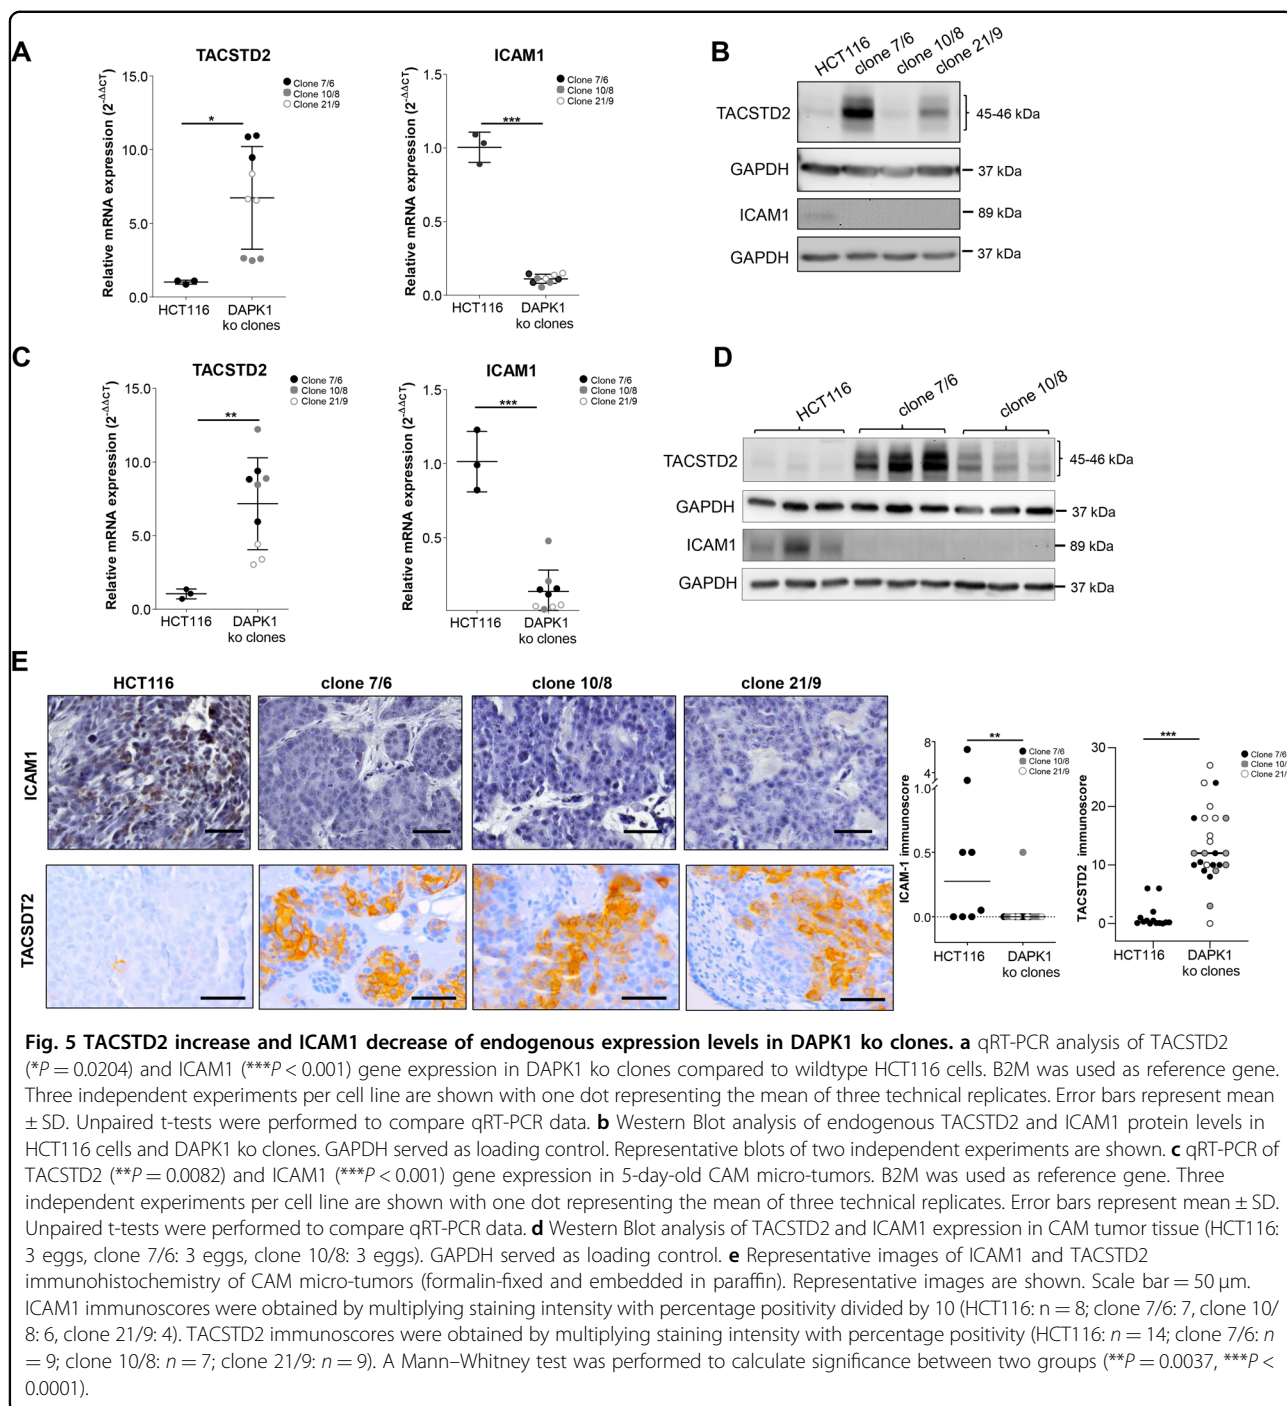 A
TACSTD2
Relative mRNA expression (2-ΔΔCT)
15.0
10.0
5.0
0.0
*
Clone 7/6
Clone 10/8
Clone 21/9
HCT116
DAPK1
ko clones
ICAM1
Relative mRNA expression (2-ΔΔCT)
1.5
1.0
0.5
0.0
***
Clone 7/6
Clone 10/8
Clone 21/9
HCT116
DAPK1
ko clones
B
HCT116
clone 7/6
clone 10/8
clone 21/9
TACSTD2
45-46 kDa
GAPDH
37 kDa
ICAM1
89 kDa
GAPDH
37 kDa
C
TACSTD2
Relative mRNA expression (2-ΔΔCT)
15.0
10.0
5.0
0.0
**
Clone 7/6
Clone 10/8
Clone 21/9
HCT116
DAPK1
ko clones
ICAM1
Relative mRNA expression (2-ΔΔCT)
1.5
1.0
0.5
***
Clone 7/6
Clone 10/8
Clone 21/9
HCT116
DAPK1
ko clones
D
HCT116
clone 7/6
clone 10/8
TACSTD2
45-46 kDa
GAPDH
37 kDa
ICAM1
89 kDa
GAPDH
37 kDa
E
HCT116
clone 7/6
clone 10/8
clone 21/9
ICAM1
TACSDT2
ICAM-1 immunoscore
8
4
1.0
0.5
0.0
**
Clone 7/6
Clone 10/8
Clone 21/9
HCT116
DAPK1
ko clones
TACSTD2 immunoscore
30
20
10
0
***
Clone 7/6
Clone 10/8
Clone 21/9
HCT116
DAPK1
ko clones
Fig. 5 TACSTD2 increase and ICAM1 decrease of endogenous expression levels in DAPK1 ko clones. a qRT-PCR analysis of TACSTD2
(*P = 0.0204) and ICAM1 (***P < 0.001) gene expression in DAPK1 ko clones compared to wildtype HCT116 cells. B2M was used as reference gene.
Three independent experiments per cell line are shown with one dot representing the mean of three technical replicates. Error bars represent mean
± SD. Unpaired t-tests were performed to compare qRT-PCR data. b Western Blot analysis of endogenous TACSTD2 and ICAM1 protein levels in
HCT116 cells and DAPK1 ko clones. GAPDH served as loading control. Representative blots of two independent experiments are shown. c qRT-PCR of
TACSTD2 (**P = 0.0082) and ICAM1 (***P < 0.001) gene expression in 5-day-old CAM micro-tumors. B2M was used as reference gene. Three
independent experiments per cell line are shown with one dot representing the mean of three technical replicates. Error bars represent mean ± SD.
Unpaired t-tests were performed to compare qRT-PCR data. d Western Blot analysis of TACSTD2 and ICAM1 expression in CAM tumor tissue (HCT116:
3 eggs, clone 7/6: 3 eggs, clone 10/8: 3 eggs). GAPDH served as loading control. e Representative images of ICAM1 and TACSTD2
immunohistochemistry of CAM micro-tumors (formalin-fixed and embedded in paraffin). Representative images are shown. Scale bar = 50 μm.
ICAM1 immunoscores were obtained by multiplying staining intensity with percentage positivity divided by 10 (HCT116: n = 8; clone 7/6: 7, clone 10/
8: 6, clone 21/9: 4). TACSTD2 immunoscores were obtained by multiplying staining intensity with percentage positivity (HCT116: n = 14; clone 7/6: n
= 9; clone 10/8: n = 7; clone 21/9: n = 9). A Mann–Whitney test was performed to calculate significance between two groups (**P = 0.0037, ***P <
0.0001).